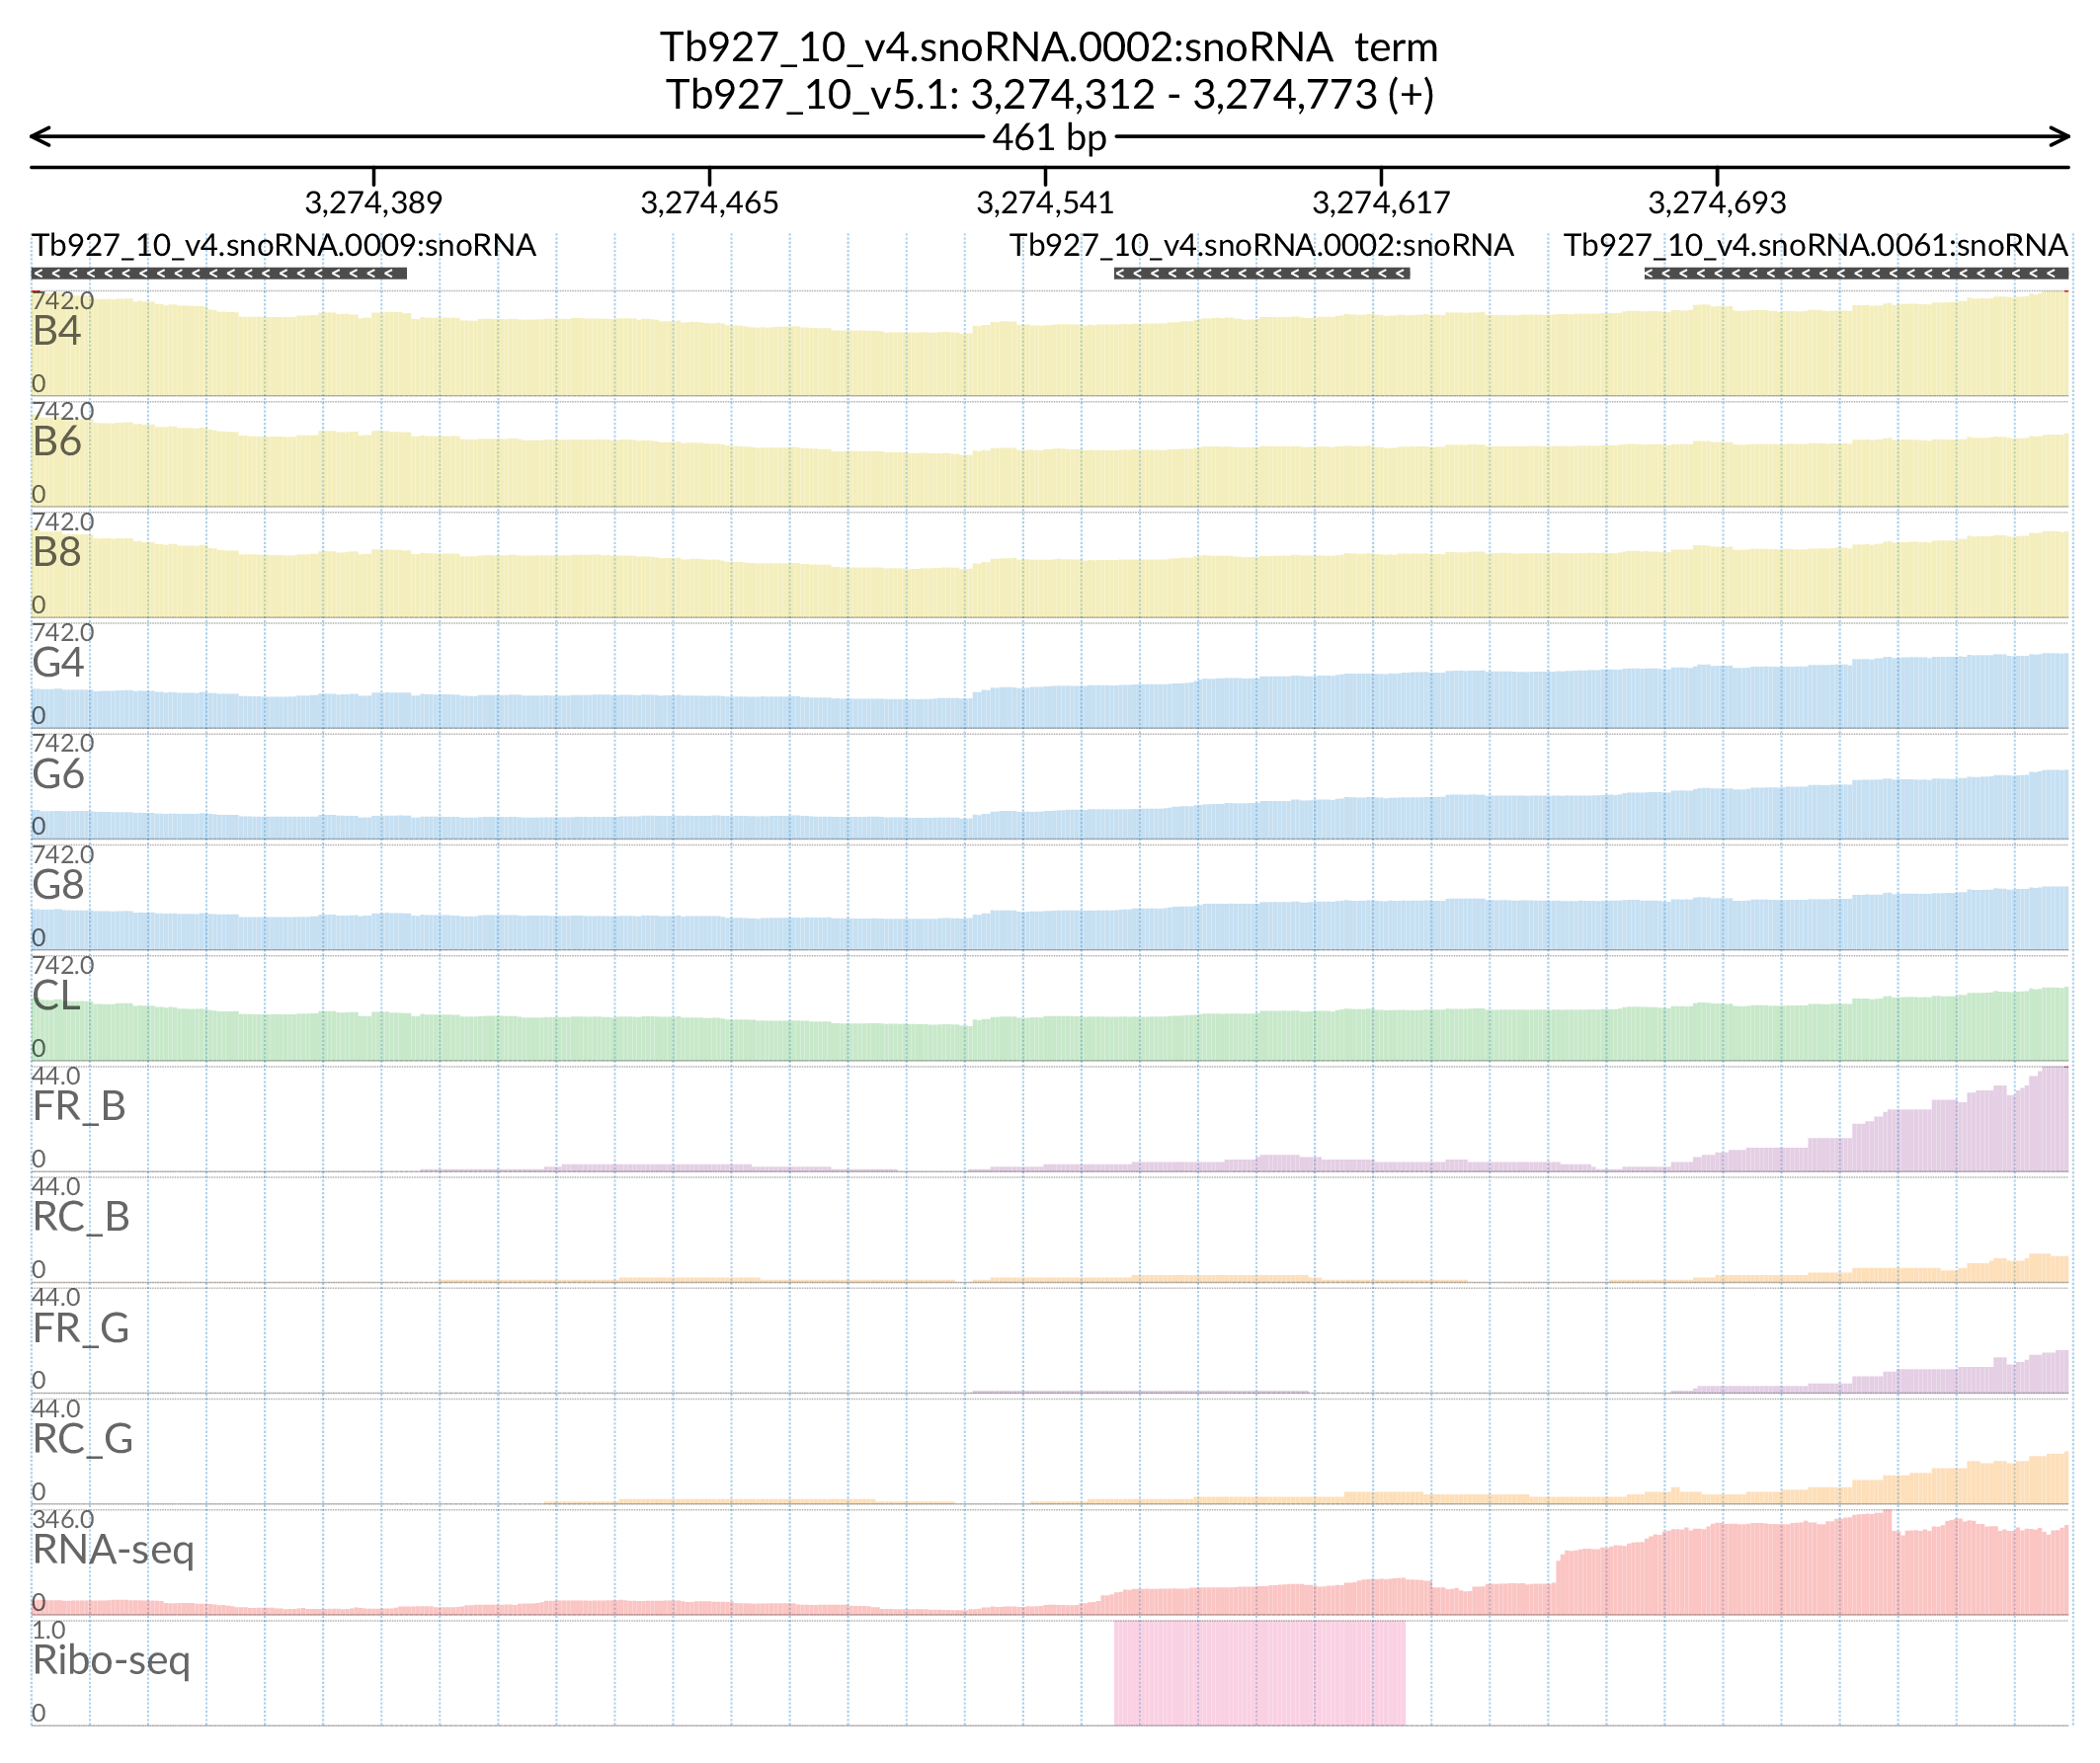 Tb927_10_v4.snoRNA.0002:snoRNA term
Tb927_10_v5.1: 3,274,312 - 3,274,773 (+)
461 bp
3,274,389 3,274,465 3,274,541 3,274,617 3,274,693
Tb927_10_v4.snoRNA.0009:snoRNA Tb927_10_v4.snoRNA.0002:snoRNA Tb927_10_v4.snoRNA.0061:snoRNA
742.0
B4
0
742.0
B6
0
742.0
B8
0
742.0
G4
0
742.0
G6
0
742.0
G8
0
742.0
CL
0
44.0
FR_B
0
44.0
RC_B
0
44.0
FR_G
0
44.0
RC_G
0
346.0
RNA-seq
0
1.0
Ribo-seq
0